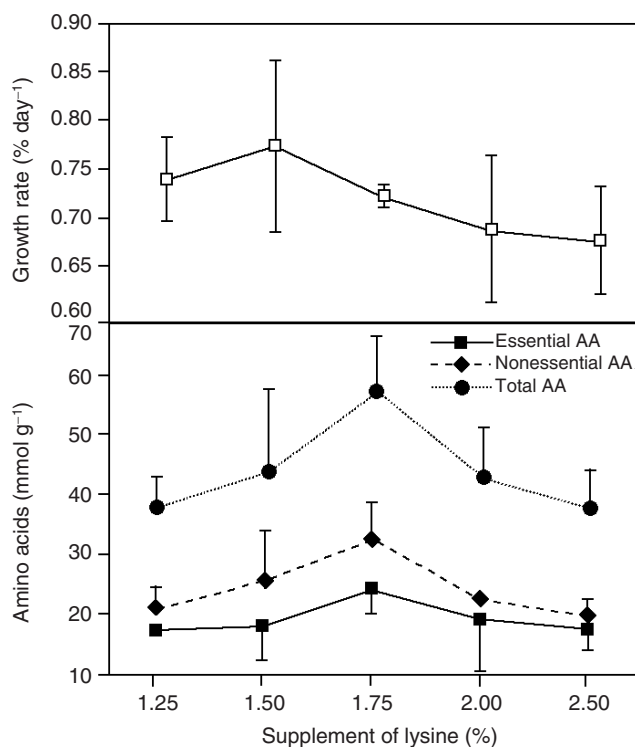 0.90
0.85
0.80
0.75
0.70
0.65
0.60
Growth rate (% day⁻¹)
70
60
50
40
30
20
10
Amino acids (mmol g⁻¹)
Essential AA
Nonessential AA
Total AA
1.25 1.50 1.75 2.00 2.50
Supplement of lysine (%)